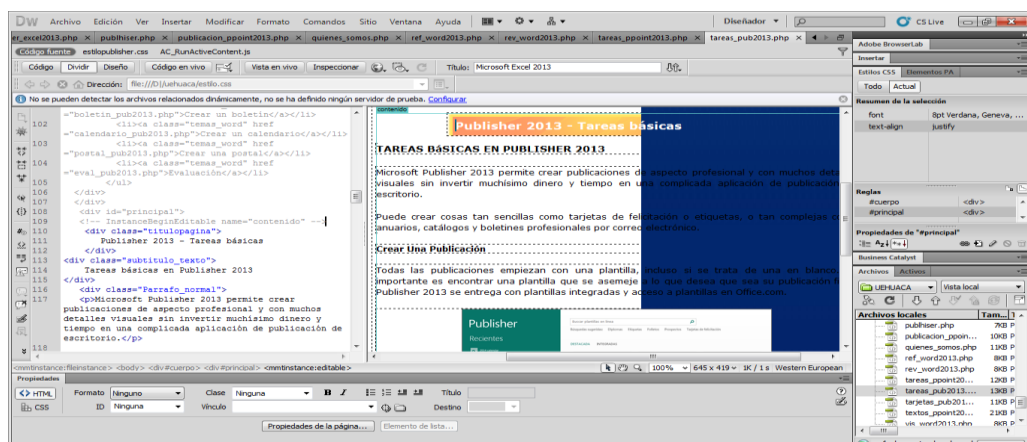 DW Archivo Edición Ver Insertar Modificar Formato Comandos Sitio Ventana Ayuda Diseñador CS Live
er_excel2013.php × publhiser.php × publicacion_ppoint2013.php × quienes_somos.php × ref_word2013.php × rev_word2013.php × tareas_ppoint2013.php × tareas_pub2013.php ×
Código fuente estilopublisher.css AC_RunActiveContent.js
Código Dividir Diseño Código en vivo Vista en vivo Inspeccionar Título: Microsoft Excel 2013
Dirección: file:///D|/uehuaca/estilo.css
No se pueden detectar los archivos relacionados dinámicamente, no se ha definido ningún servidor de prueba. Configurar
="boletin_pub2013.php">Crear un boletín</a></li>
102 <li><a class="temas_word" href
="calendario_pub2013.php">Crear un calendario</a></li>
103 <li><a class="temas_word" href
="postal_pub2013.php">Crear una postal</a></li>
104 <li><a class="temas_word" href
="eval_pub2013.php">Evaluación</a></li>
105 </ul>
106 </div>
107 </div>
108 <div id="principal">
109 <!-- InstanceBeginEditable name="contenido" -->
110 <div class="titulopagina">
111 Publisher 2013 - Tareas básicas
112 </div>
113 <div class="subtitulo_texto">
114 Tareas básicas en Publisher 2013
115 </div>
116 <div class="Parrafo_normal">
117 <p>Microsoft Publisher 2013 permite crear
publicaciones de aspecto profesional y con muchos
detalles visuales sin invertir muchísimo dinero y
tiempo en una complicada aplicación de publicación de
escritorio.</p>
118
contenido
Publisher 2013 - Tareas básicas
TAREAS BáSICAS EN PUBLISHER 2013
Microsoft Publisher 2013 permite crear publicaciones de aspecto profesional y con muchos deta
visuales sin invertir muchísimo dinero y tiempo en una complicada aplicación de publicación
escritorio.
Puede crear cosas tan sencillas como tarjetas de felicitación o etiquetas, o tan complejas c
anuarios, catálogos y boletines profesionales por correo electrónico.
Crear Una Publicación
Todas las publicaciones empiezan con una plantilla, incluso si se trata de una en blanco.
importante es encontrar una plantilla que se asemeje a lo que desea que sea su publicación f
Publisher 2013 se entrega con plantillas integradas y acceso a plantillas en Office.com.
Publisher
Recientes
<mmtinstance:fileinstance> <body> <div#cuerpo> <div#principal> <mmtinstance:editable> 100% 645 x 419 1K / 1 s Western European
Propiedades
<> HTML Formato Ninguno Clase Ninguna B I Título
CSS ID Ninguna Vínculo Destino
Propiedades de la página... Elemento de lista...
Adobe BrowserLab
Insertar
Estilos CSS Elementos PA
Todo Actual
Resumen de la selección
font 8pt Verdana, Geneva, ...
text-align justify
Reglas
#cuerpo <div>
#principal <div>
Propiedades de "#principal"
Business Catalyst
Archivos Activos
UEHUACA Vista local
Archivos locales Tam...
publhiser.php 7KB P
publicacion_ppoin... 10KB P
quienes_somos.php 11KB P
ref_word2013.php 8KB P
rev_word2013.php 8KB P
tareas_ppoint20... 12KB P
tareas_pub2013.... 13KB P
tarjetas_pub201... 11KB P
textos_ppoint20... 21KB P
vis_word2013.php 8KB P